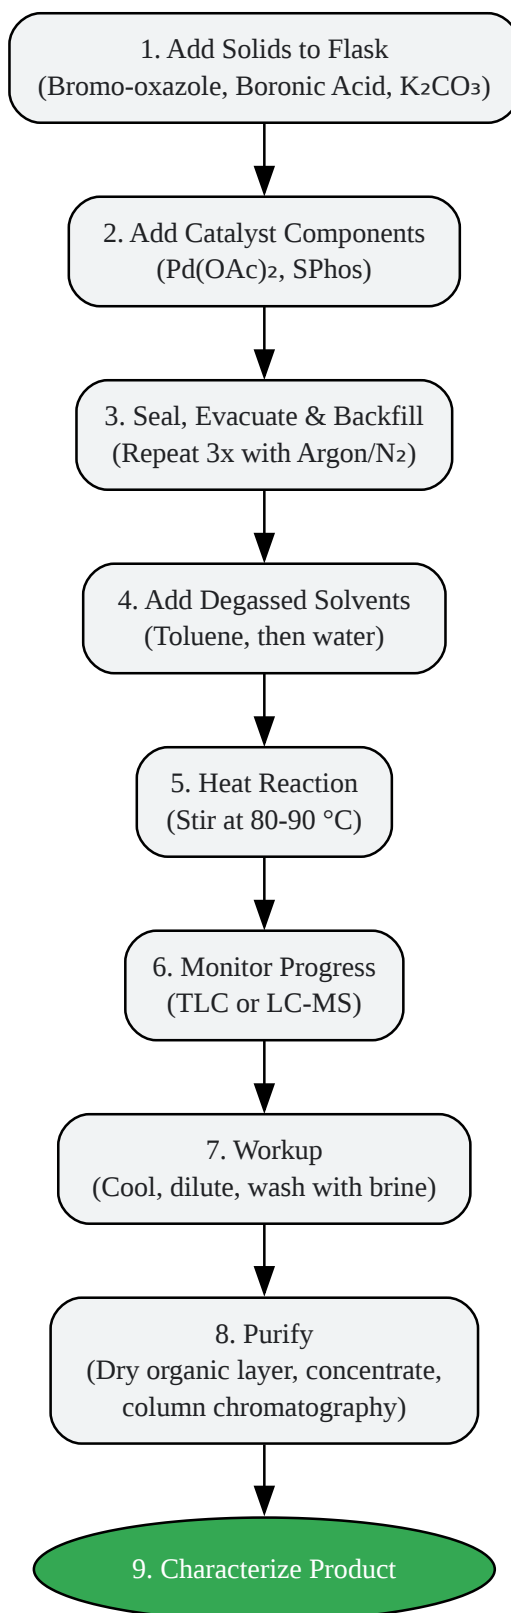 1. Add Solids to Flask
(Bromo-oxazole, Boronic Acid, K₂CO₃)
2. Add Catalyst Components
(Pd(OAc)₂, SPhos)
3. Seal, Evacuate & Backfill
(Repeat 3x with Argon/N₂)
4. Add Degassed Solvents
(Toluene, then water)
5. Heat Reaction
(Stir at 80-90 °C)
6. Monitor Progress
(TLC or LC-MS)
7. Workup
(Cool, dilute, wash with brine)
8. Purify
(Dry organic layer, concentrate,
column chromatography)
9. Characterize Product